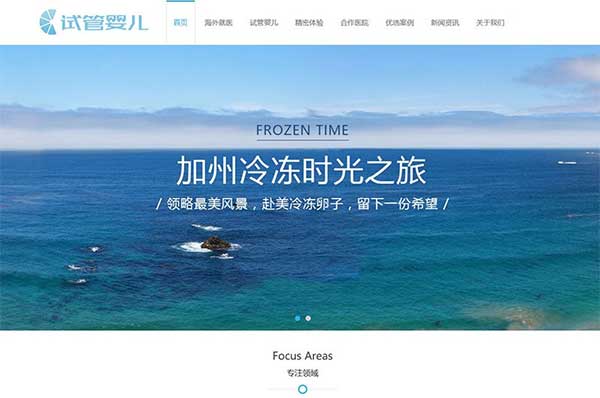 试管婴儿
首页 海外就医 试管婴儿 精密体验 合作医院 优选案例 新闻资讯 关于我们
FROZEN TIME
加州冷冻时光之旅
/ 领略最美风景，赴美冷冻卵子，留下一份希望 /
Focus Areas
专注领域